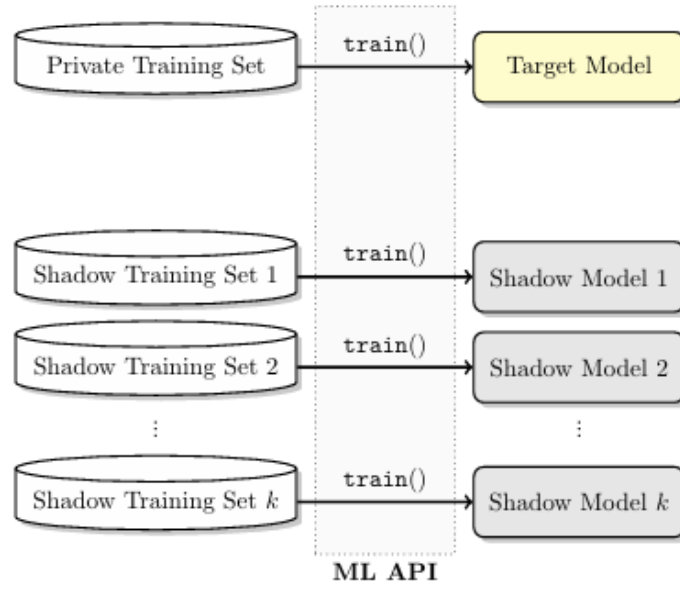 Private Training Set
train()
Target Model
Shadow Training Set 1
train()
Shadow Model 1
Shadow Training Set 2
train()
Shadow Model 2
⋮
⋮
Shadow Training Set k
train()
Shadow Model k
ML API